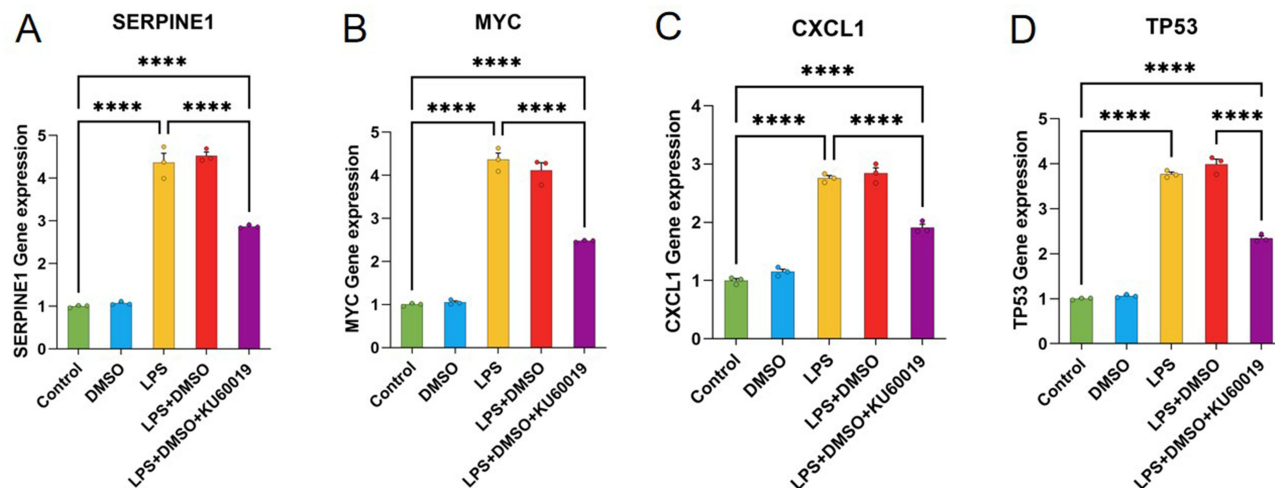 A
SERPINE1
****
****
****
SERPINE1 Gene expression
5
4
3
2
1
0
Control
DMSO
LPS
LPS+DMSO
LPS+DMSO+KU60019
B
MYC
****
****
****
MYC Gene expression
5
4
3
2
1
0
Control
DMSO
LPS
LPS+DMSO
LPS+DMSO+KU60019
C
CXCL1
****
****
****
CXCL1 Gene expression
4
3
2
1
0
Control
DMSO
LPS
LPS+DMSO
LPS+DMSO+KU60019
D
TP53
****
****
****
TP53 Gene expression
5
4
3
2
1
0
Control
DMSO
LPS
LPS+DMSO
LPS+DMSO+KU60019